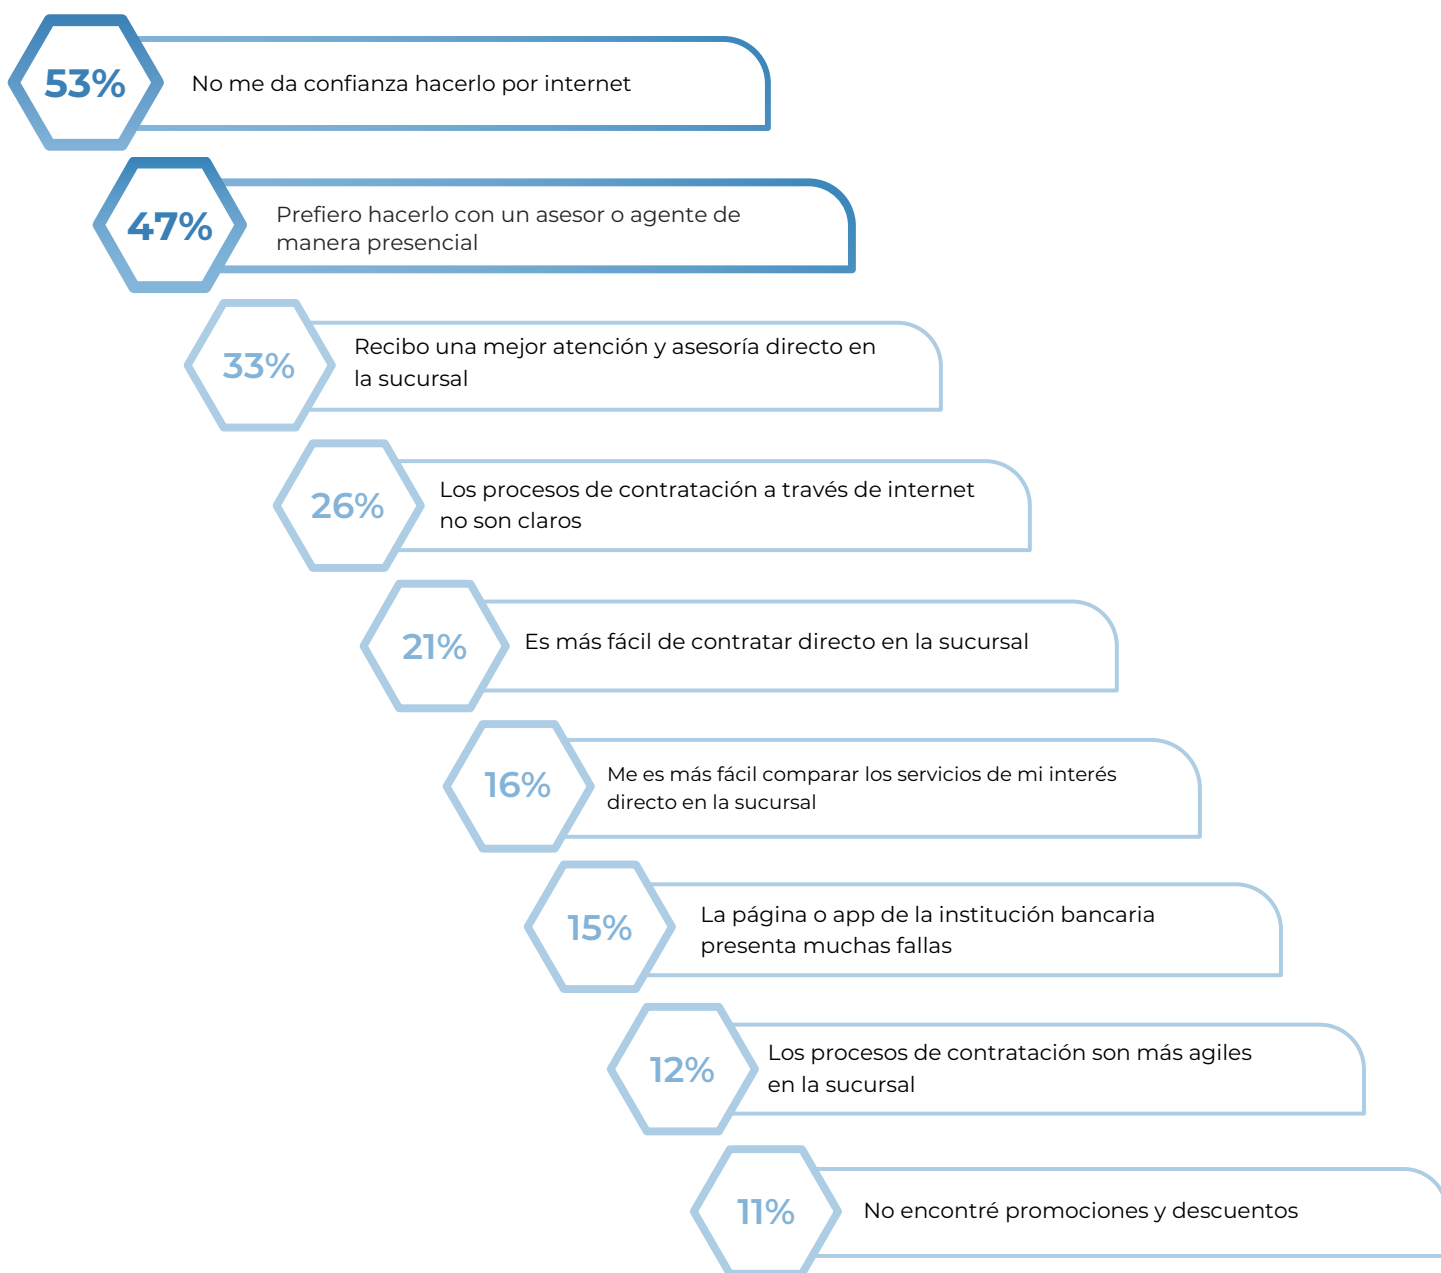 53%
No me da confianza hacerlo por internet
47%
Prefiero hacerlo con un asesor o agente de
manera presencial
33%
Recibo una mejor atención y asesoría directo en
la sucursal
26%
Los procesos de contratación a través de internet
no son claros
21%
Es más fácil de contratar directo en la sucursal
16%
Me es más fácil comparar los servicios de mi interés
directo en la sucursal
15%
La página o app de la institución bancaria
presenta muchas fallas
12%
Los procesos de contratación son más agiles
en la sucursal
11%
No encontré promociones y descuentos